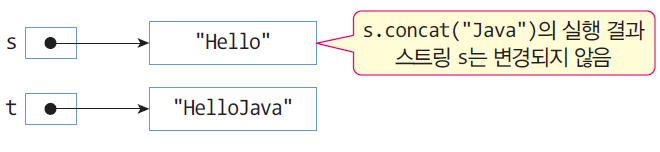 s
"Hello"
s.concat("Java")의 실행 결과
스트링 s는 변경되지 않음
t
"HelloJava"